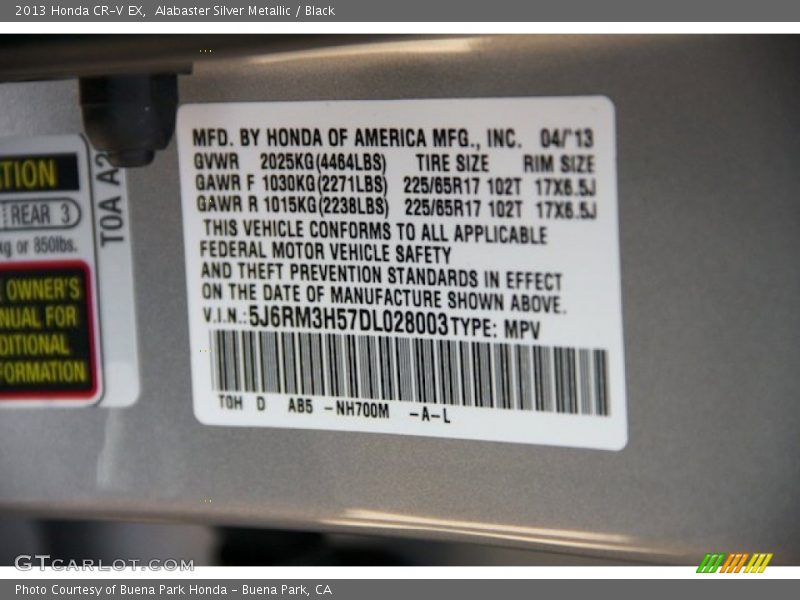 2013 Honda CR-V EX,  Alabaster Silver Metallic / Black
MFD. BY HONDA OF AMERICA MFG., INC. 04/'13
GVWR 2025KG(4464LBS) TIRE SIZE RIM SIZE
GAWR F 1030KG(2271LBS) 225/65R17 102T 17X6.5J
GAWR R 1015KG(2238LBS) 225/65R17 102T 17X6.5J
THIS VEHICLE CONFORMS TO ALL APPLICABLE
FEDERAL MOTOR VEHICLE SAFETY
AND THEFT PREVENTION STANDARDS IN EFFECT
ON THE DATE OF MANUFACTURE SHOWN ABOVE.
V.I.N.:5J6RM3H57DL028003 TYPE: MPV
TOH D AB5 -NH700M -A-L
TION
REAR 3
kg or 850lbs.
OWNER'S
NUAL FOR
DITIONAL
FORMATION
TOA A2
GTcarlot.com
Photo Courtesy of Buena Park Honda - Buena Park, CA